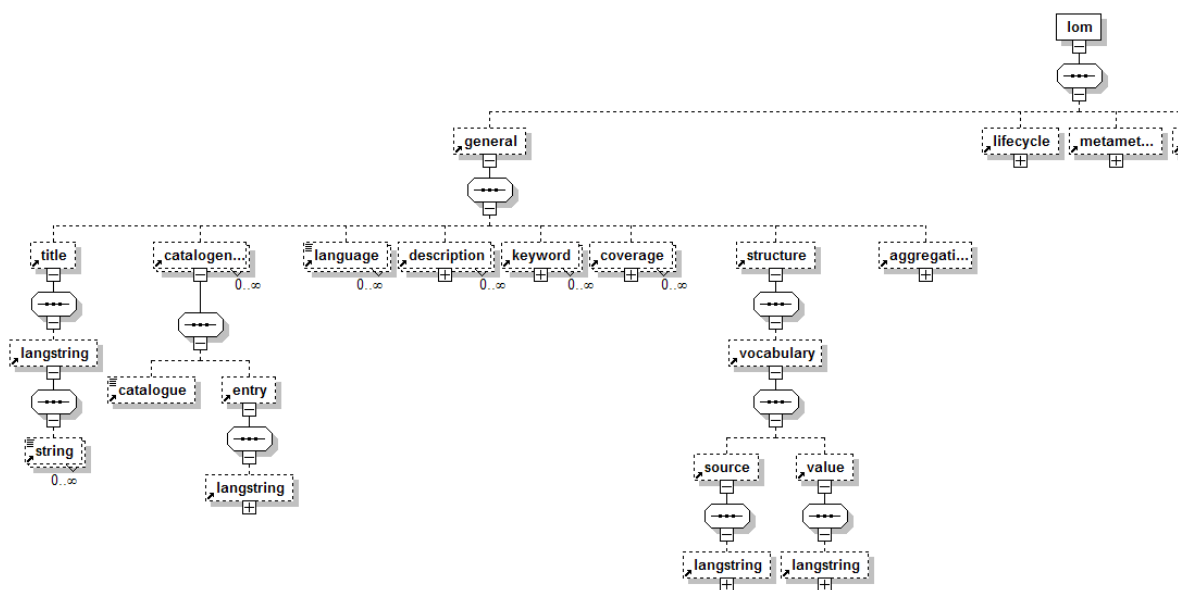 lom
general
lifecycle
metamet...
title
catalogen...
0..∞
language
0..∞
description
0..∞
keyword
0..∞
coverage
0..∞
structure
aggregati...
langstring
vocabulary
catalogue
entry
string
0..∞
source
value
langstring
langstring
langstring